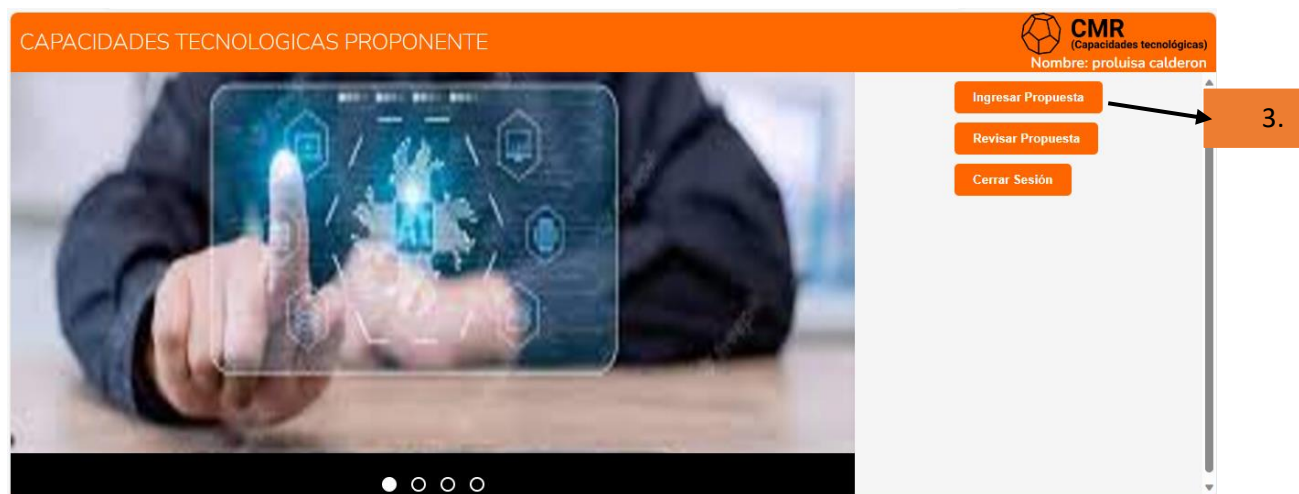 CAPACIDADES TECNOLOGICAS PROPONENTE
CMR
(Capacidades tecnológicas)
Nombre: proluisa calderon
Ingresar Propuesta
3.
Revisar Propuesta
Cerrar Sesión